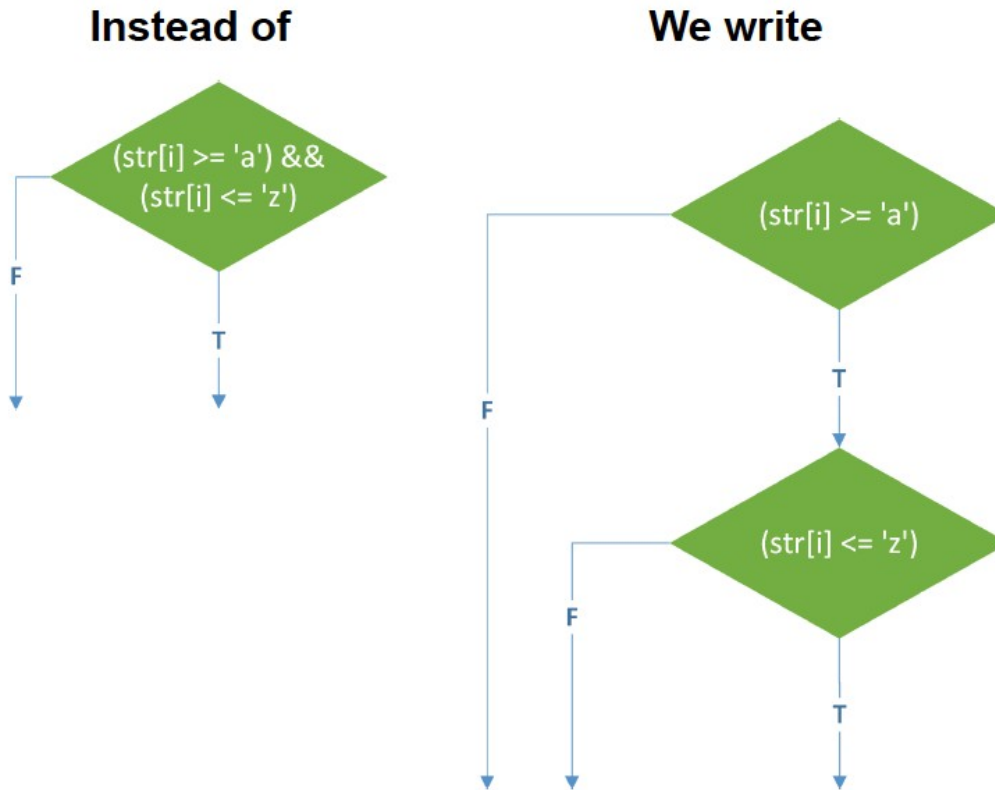 Instead of
We write
(str[i] >= 'a') &&
(str[i] <= 'z')
F
T
(str[i] >= 'a')
T
F
(str[i] <= 'z')
F
T